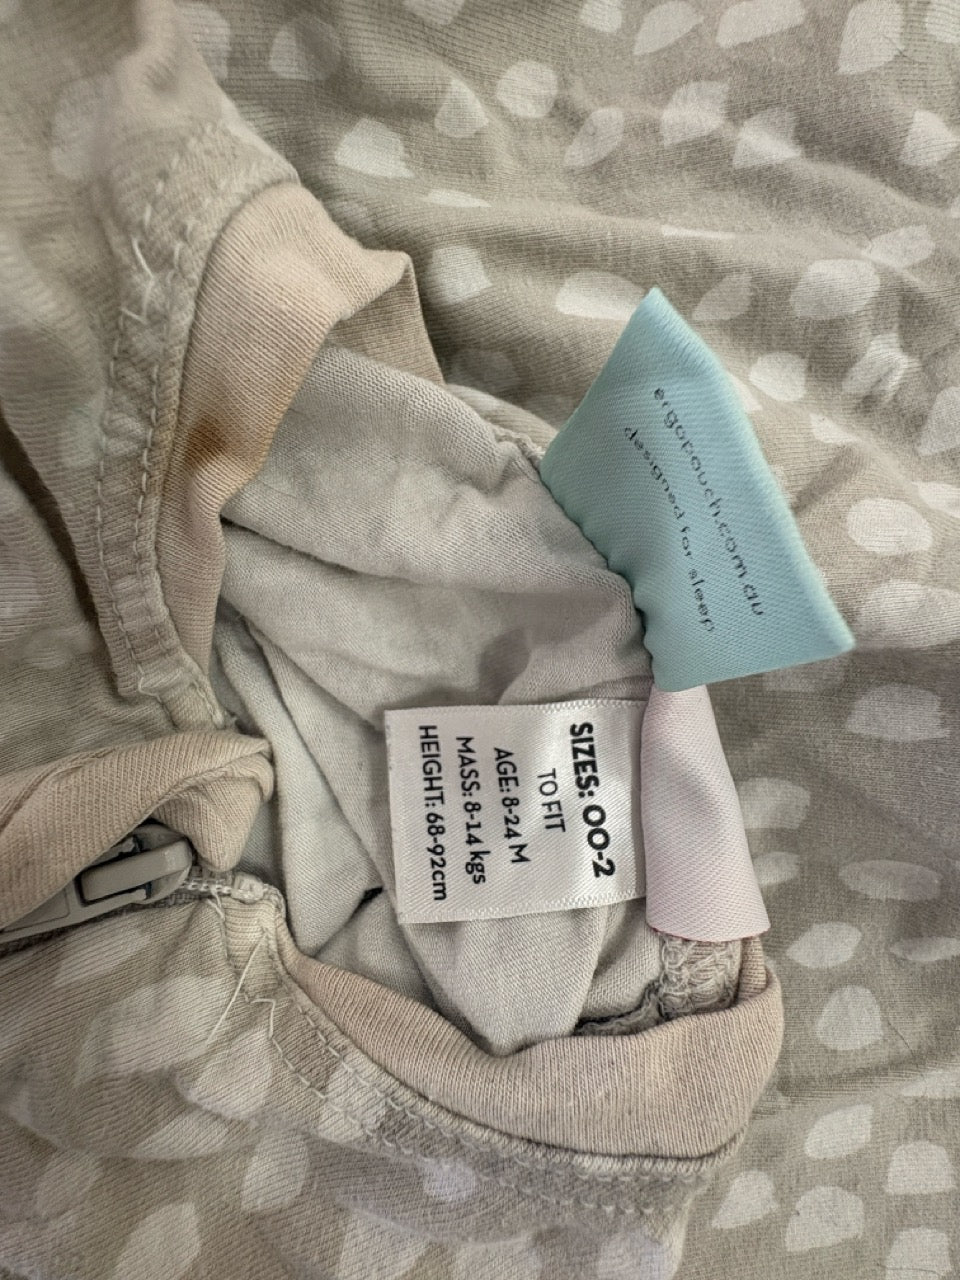 ergopouch.com.au
designed for sleep
SIZES: 00-2
TO FIT
AGE: 8-24 M
MASS: 8-14 kgs
HEIGHT: 68-92cm